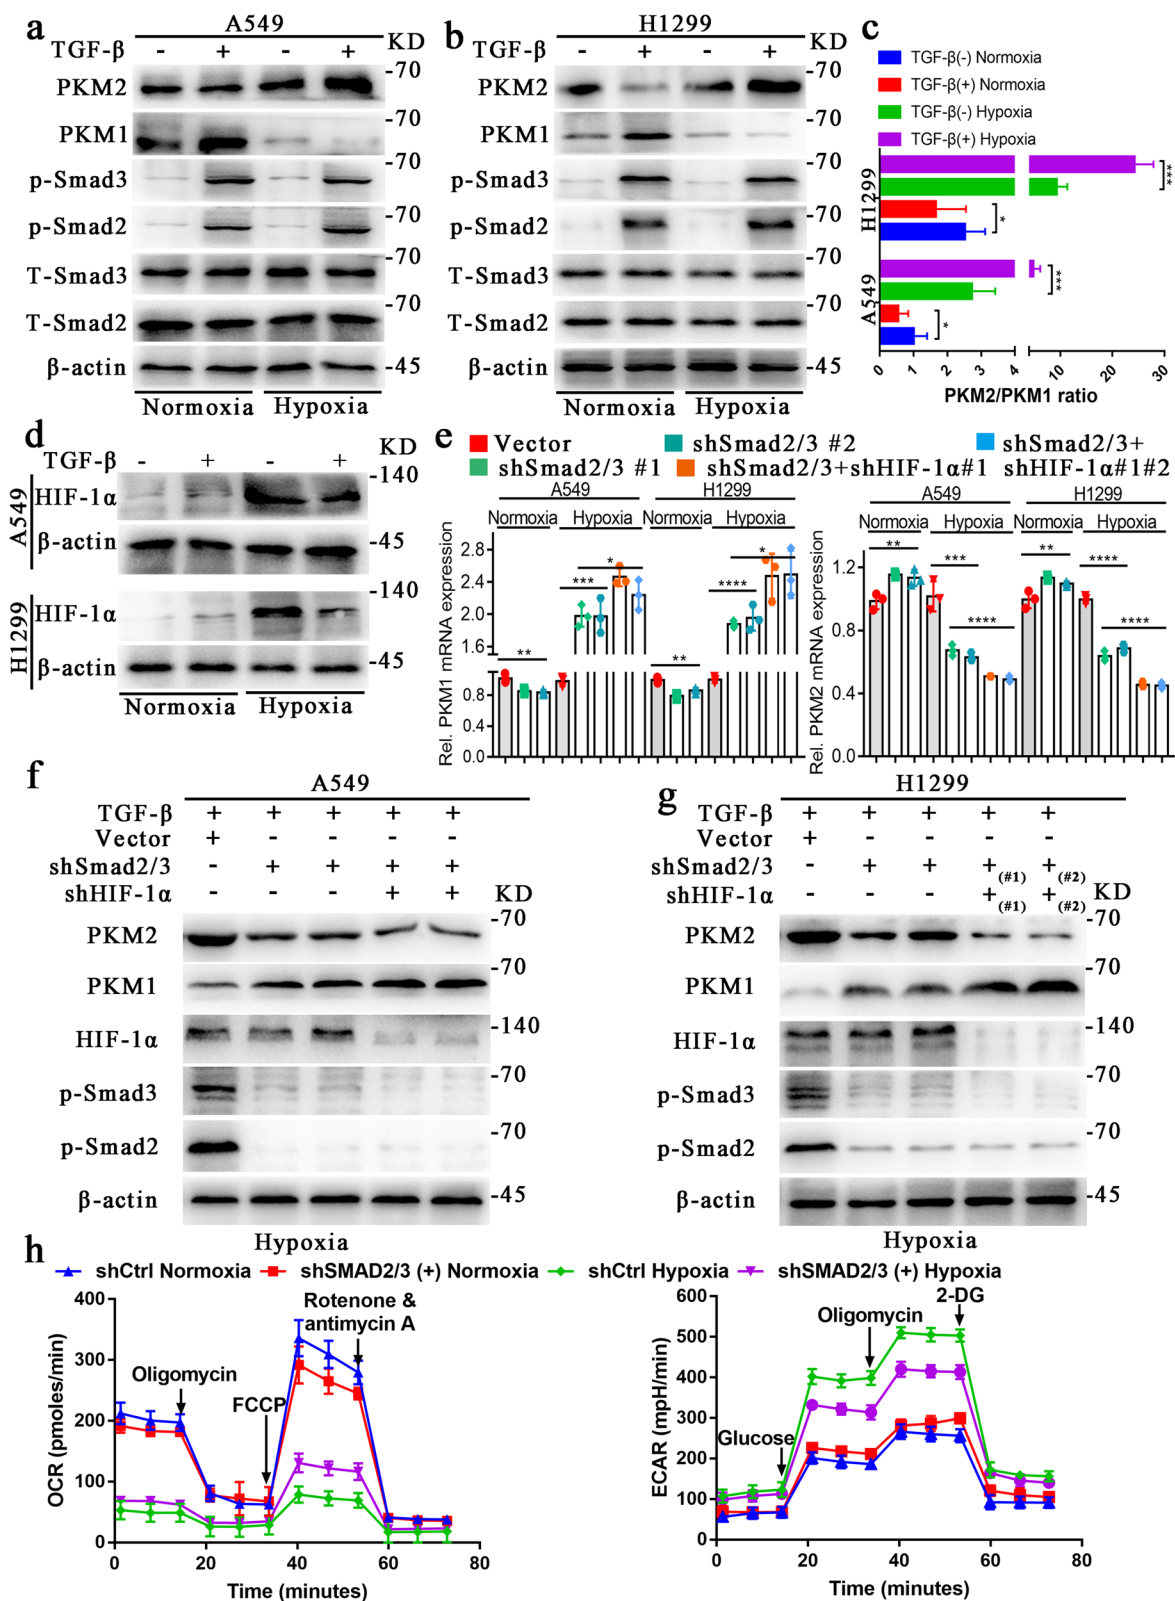 a
A549
TGF-β - + - + KD
PKM2 -70
PKM1 -70
p-Smad3 -70
p-Smad2 -70
T-Smad3 -70
T-Smad2 -70
β-actin -45
Normoxia Hypoxia
b
H1299
TGF-β - + - + KD
PKM2 -70
PKM1 -70
p-Smad3 -70
p-Smad2 -70
T-Smad3 -70
T-Smad2 -70
β-actin -45
Normoxia Hypoxia
c
TGF-β(-) Normoxia
TGF-β(+) Normoxia
TGF-β(-) Hypoxia
TGF-β(+) Hypoxia
H1299
A549
***
*
***
*
0 1 2 3 4 10 20 30
PKM2/PKM1 ratio
d
TGF-β - + - + KD
A549
HIF-1α -140
β-actin -45
H1299
HIF-1α -140
β-actin -45
Normoxia Hypoxia
e
Vector
shSmad2/3 #1
shSmad2/3 #2
shSmad2/3+shHIF-1α#1
shSmad2/3+
shHIF-1α#1#2
A549 H1299
Normoxia Hypoxia Normoxia Hypoxia
Rel. PKM1 mRNA expression
2.8
2.4
2.0
1.6
0.8
0.0
** *** * ** **** *
A549 H1299
Normoxia Hypoxia Normoxia Hypoxia
Rel. PKM2 mRNA expression
1.2
0.8
0.4
0.0
** *** **** ** **** ****
f
A549
TGF-β + + + + +
Vector + - - - -
shSmad2/3 - + + + +
shHIF-1α - - - + + KD
PKM2 -70
PKM1 -70
HIF-1α -140
p-Smad3 -70
p-Smad2 -70
β-actin -45
Hypoxia
g
H1299
TGF-β + + + + +
Vector + - - - -
shSmad2/3 - + + +(#1) +(#2)
shHIF-1α - - - +(#1) +(#2) KD
PKM2 -70
PKM1 -70
HIF-1α -140
p-Smad3 -70
p-Smad2 -70
β-actin -45
Hypoxia
h
shCtrl Normoxia shSMAD2/3 (+) Normoxia shCtrl Hypoxia shSMAD2/3 (+) Hypoxia
OCR (pmoles/min)
400
300
200
100
0
Oligomycin
FCCP
Rotenone &
antimycin A
0 20 40 60 80
Time (minutes)
ECAR (mpH/min)
600
500
400
300
200
100
0
Glucose
Oligomycin
2-DG
0 20 40 60 80
Time (minutes)